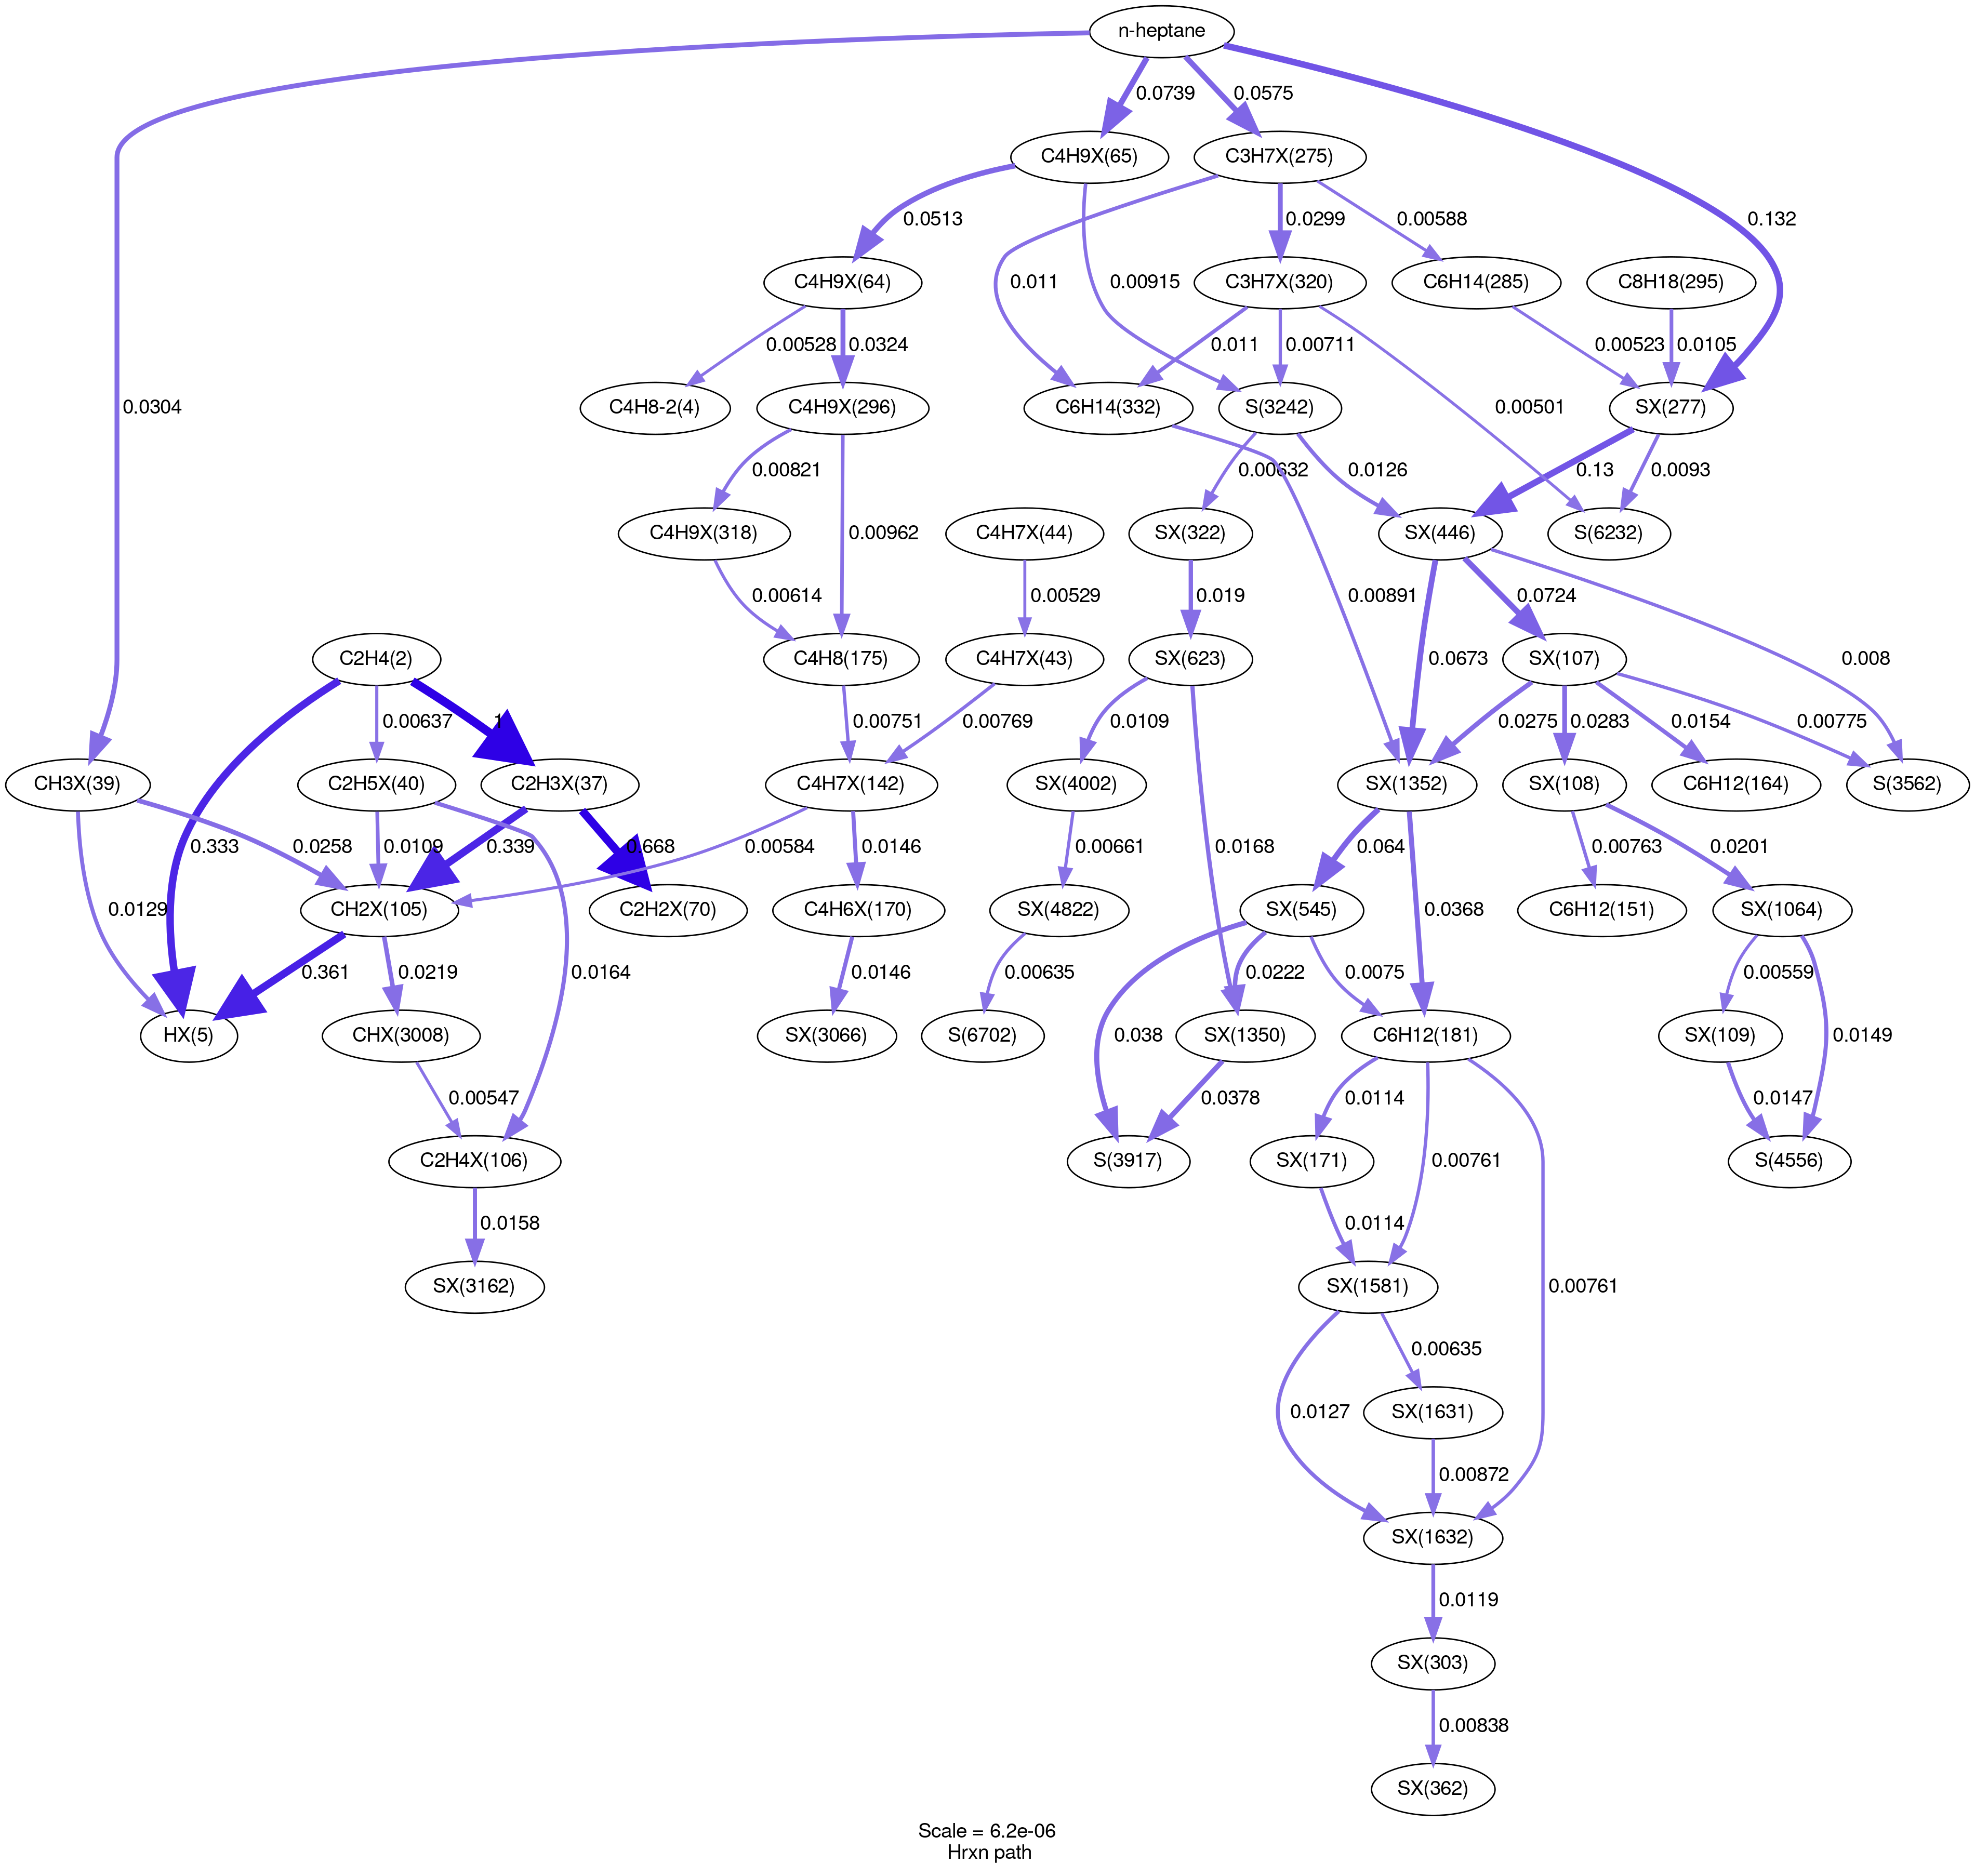 n-heptane
0.0739
0.0575
C4H9X(65)
C3H7X(275)
0.0513
0.0299
0.00588
0.132
C4H9X(64)
0.011
0.00915
C3H7X(320)
C6H14(285)
C8H18(295)
0.00528
0.0324
0.011
0.00711
0.00523
0.0105
0.0304
C4H8-2(4)
C4H9X(296)
C6H14(332)
S(3242)
0.00501
SX(277)
0.00821
0.00632
0.0126
0.13
0.0093
C4H9X(318)
0.00962
C4H7X(44)
SX(322)
SX(446)
S(6232)
0.00614
0.00529
0.019
0.00891
0.0724
C2H4(2)
C4H8(175)
C4H7X(43)
SX(623)
0.0673
SX(107)
0.008
0.00637
1
0.00751
0.00769
0.0109
0.0275
0.0283
0.0154
0.00775
CH3X(39)
C2H5X(40)
C2H3X(37)
C4H7X(142)
SX(4002)
SX(1352)
SX(108)
C6H12(164)
S(3562)
0.333
0.0258
0.0109
0.339
0.668
0.00584
0.0146
0.00661
0.0168
0.064
0.00763
0.0201
0.0129
CH2X(105)
C2H2X(70)
C4H6X(170)
SX(4822)
SX(545)
0.0368
C6H12(151)
SX(1064)
0.361
0.0219
0.0164
0.0146
0.00635
0.0222
0.0075
0.00559
HX(5)
CHX(3008)
SX(3066)
S(6702)
0.038
SX(1350)
C6H12(181)
SX(109)
0.0149
0.00547
0.0378
0.0114
0.0147
C2H4X(106)
S(3917)
SX(171)
0.00761
S(4556)
0.0158
0.0114
SX(3162)
SX(1581)
0.00761
0.00635
0.0127
SX(1631)
0.00872
SX(1632)
0.0119
SX(303)
0.00838
SX(362)
Scale = 6.2e-06
Hrxn path